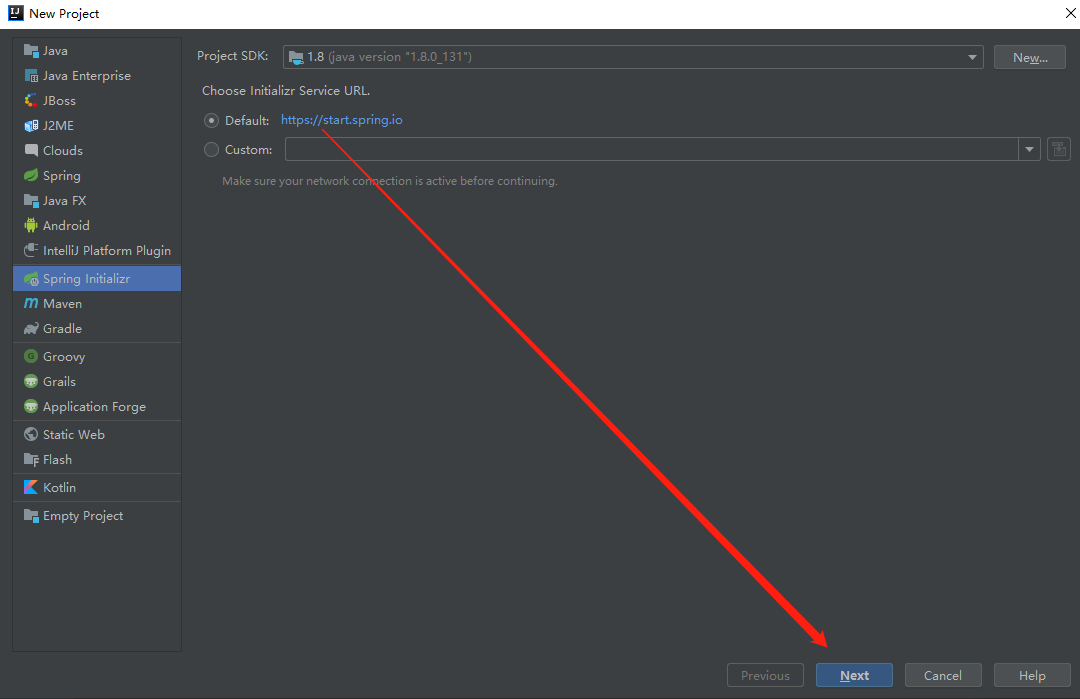 New Project
Java
Java Enterprise
JBoss
J2ME
Clouds
Spring
Java FX
Android
IntelliJ Platform Plugin
Spring Initializr
Maven
Gradle
Groovy
Grails
Application Forge
Static Web
Flash
Kotlin
Empty Project
Project SDK: 1.8 (java version "1.8.0_131") New...
Choose Initializr Service URL.
Default: https://start.spring.io
Custom:
Make sure your network connection is active before continuing.
Previous Next Cancel Help